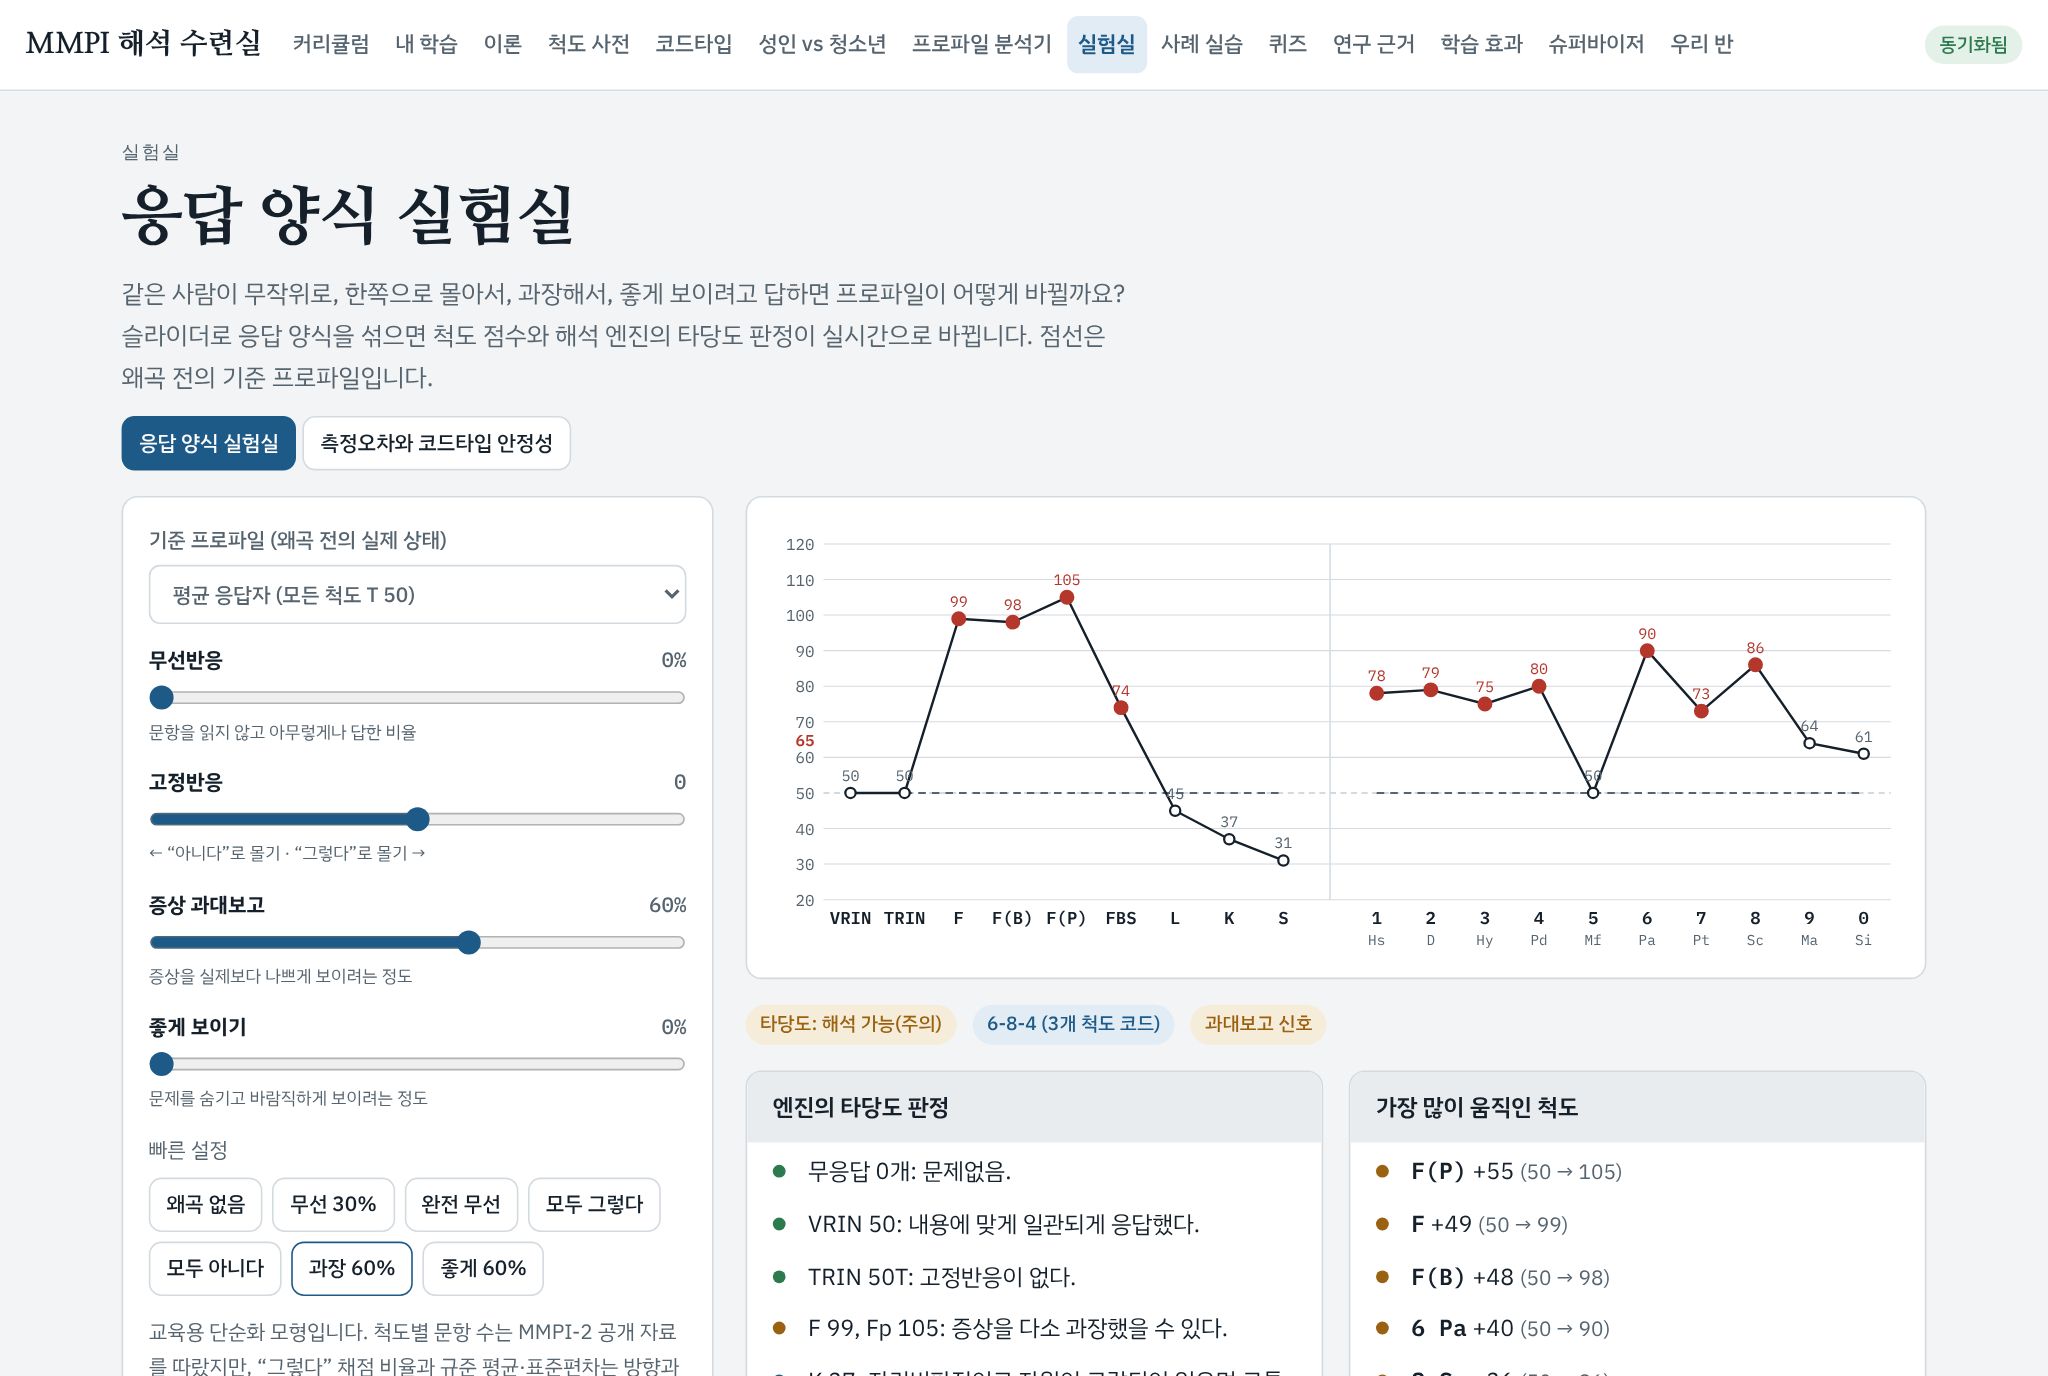 MMPI 해석 수련실
커리큘럼 내 학습 이론 척도 사전 코드타입 성인 vs 청소년 프로파일 분석기 실험실 사례 실습 퀴즈 연구 근거 학습 효과 슈퍼바이저 우리 반
동기화됨
실험실
응답 양식 실험실
같은 사람이 무작위로, 한쪽으로 몰아서, 과장해서, 좋게 보이려고 답하면 프로파일이 어떻게 바뀔까요?
슬라이더로 응답 양식을 섞으면 척도 점수와 해석 엔진의 타당도 판정이 실시간으로 바뀝니다. 점선은
왜곡 전의 기준 프로파일입니다.
응답 양식 실험실 측정오차와 코드타입 안정성
기준 프로파일 (왜곡 전의 실제 상태)
평균 응답자 (모든 척도 T 50)
무선반응 0%
문항을 읽지 않고 아무렇게나 답한 비율
고정반응 0
← “아니다”로 몰기 · “그렇다”로 몰기 →
증상 과대보고 60%
증상을 실제보다 나쁘게 보이려는 정도
좋게 보이기 0%
문제를 숨기고 바람직하게 보이려는 정도
빠른 설정
왜곡 없음 무선 30% 완전 무선 모두 그렇다
모두 아니다 과장 60% 좋게 60%
교육용 단순화 모형입니다. 척도별 문항 수는 MMPI-2 공개 자료
를 따랐지만, “그렇다” 채점 비율과 규준 평균·표준편차는 방향과
120
110
100
90
80
70
65
60
50
40
30
20
50 50 99 98 105 74 45 37 31
78 79 75 80 50 90 73 86 64 61
VRIN TRIN F F(B) F(P) FBS L K S
1 2 3 4 5 6 7 8 9 0
Hs D Hy Pd Mf Pa Pt Sc Ma Si
타당도: 해석 가능(주의) 6-8-4 (3개 척도 코드) 과대보고 신호
엔진의 타당도 판정
무응답 0개: 문제없음.
VRIN 50: 내용에 맞게 일관되게 응답했다.
TRIN 50T: 고정반응이 없다.
F 99, Fp 105: 증상을 다소 과장했을 수 있다.
가장 많이 움직인 척도
F(P) +55 (50 → 105)
F +49 (50 → 99)
F(B) +48 (50 → 98)
6 Pa +40 (50 → 90)